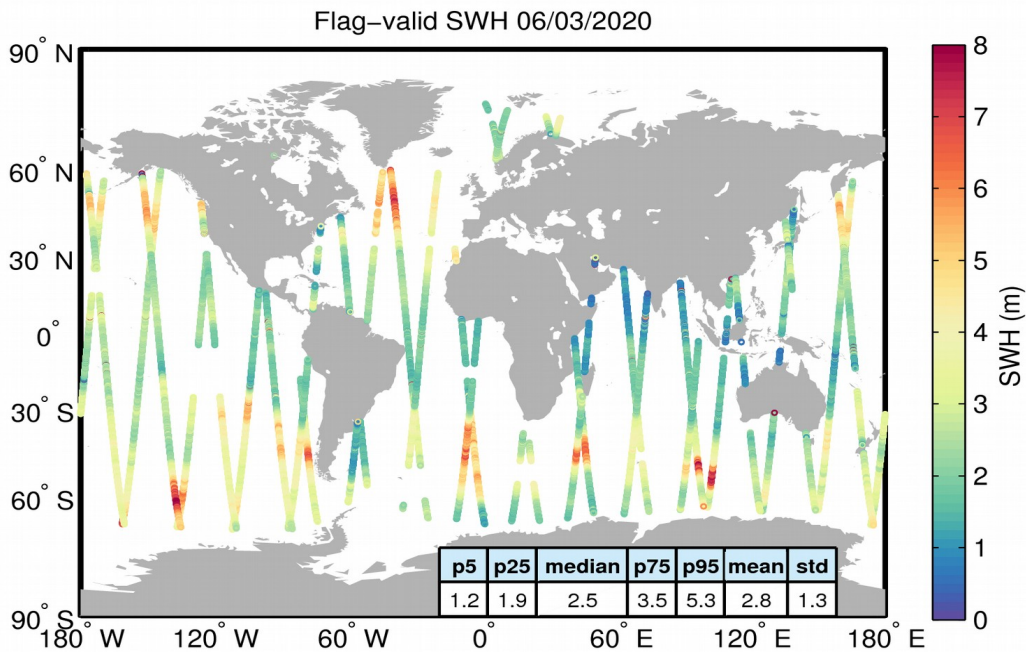 Flag−valid SWH 06/03/2020
90° N
60° N
30° N
0°
30° S
60° S
90° S
180° W
120° W
60° W
0°
60° E
120° E
180° E
p5 p25 median p75 p95 mean std
1.2 1.9 2.5 3.5 5.3 2.8 1.3
8
7
6
5
4
3
2
1
0
SWH (m)